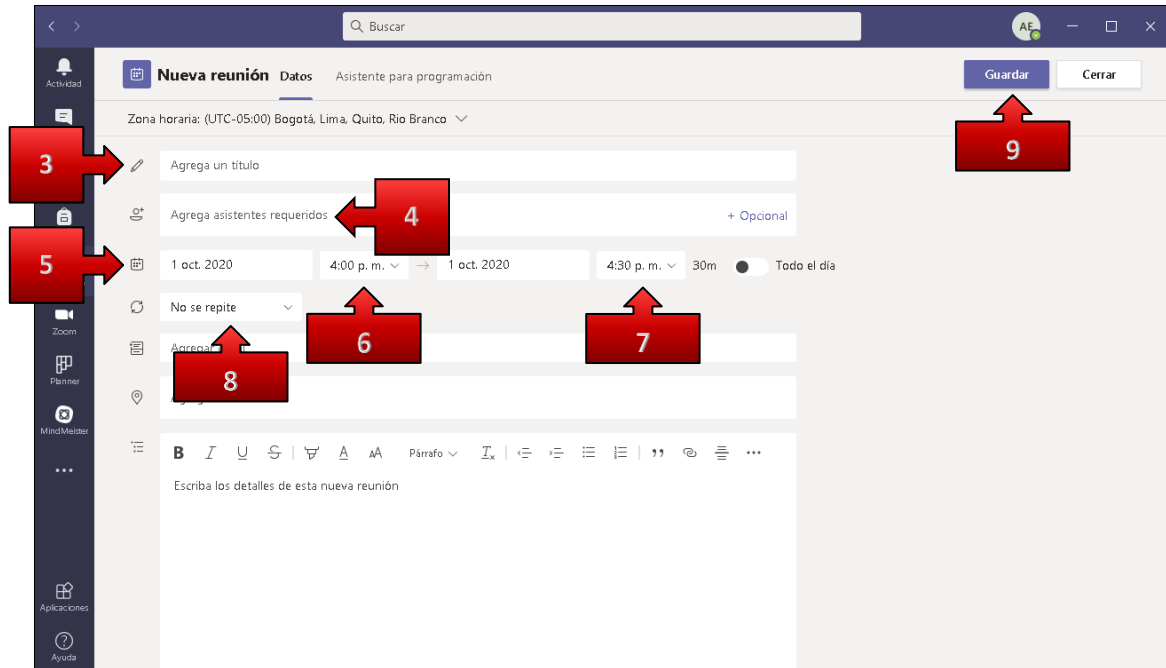 Buscar
AE
Actividad
Nueva reunión Datos Asistente para programación
Guardar Cerrar
Zona horaria: (UTC-05:00) Bogotá, Lima, Quito, Rio Branco
9
3
Agrega un título
4
Agrega asistentes requeridos
+ Opcional
5
1 oct. 2020 4:00 p. m. → 1 oct. 2020 4:30 p. m. 30m Todo el día
No se repite
Zoom
6
7
Agregar
8
Planner
MindMeister
B I U S A AA Párrafo Tx
Escriba los detalles de esta nueva reunión
Aplicaciones
Ayuda